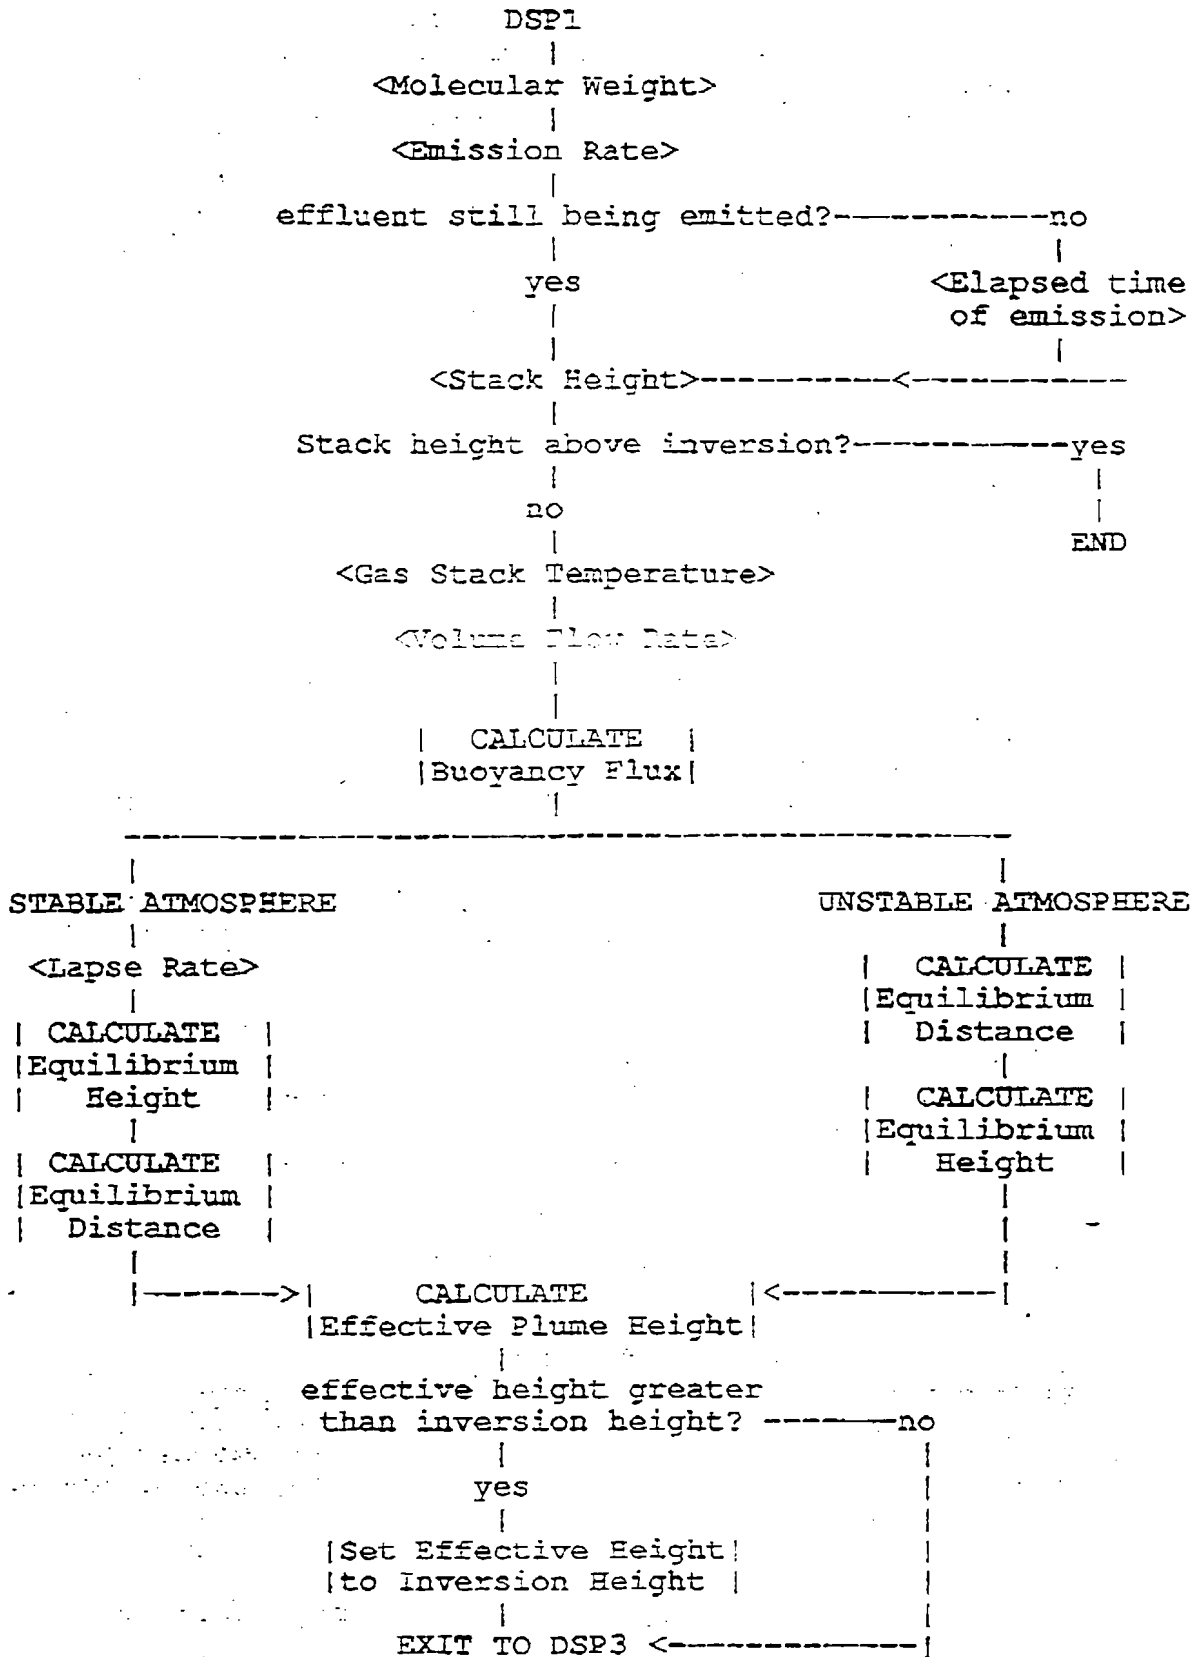 DSP1
<Molecular Weight>
<Emission Rate>
effluent still being emitted?------------no
yes
<Elapsed time
of emission>
<Stack Height>----------<-----------
Stack height above inversion?------------yes
no
END
<Gas Stack Temperature>
<Volume Flow Rate>
| CALCULATE |
|Buoyancy Flux|
STABLE ATMOSPHERE
<Lapse Rate>
| CALCULATE |
|Equilibrium |
| Height |
| CALCULATE |
|Equilibrium |
| Distance |
UNSTABLE ATMOSPHERE
| CALCULATE |
|Equilibrium |
| Distance |
| CALCULATE |
|Equilibrium |
| Height |
|------->| CALCULATE |<------------|
|Effective Plume Height|
effective height greater
than inversion height? -------no
yes
|Set Effective Height|
|to Inversion Height |
EXIT TO DSP3 <--------------|